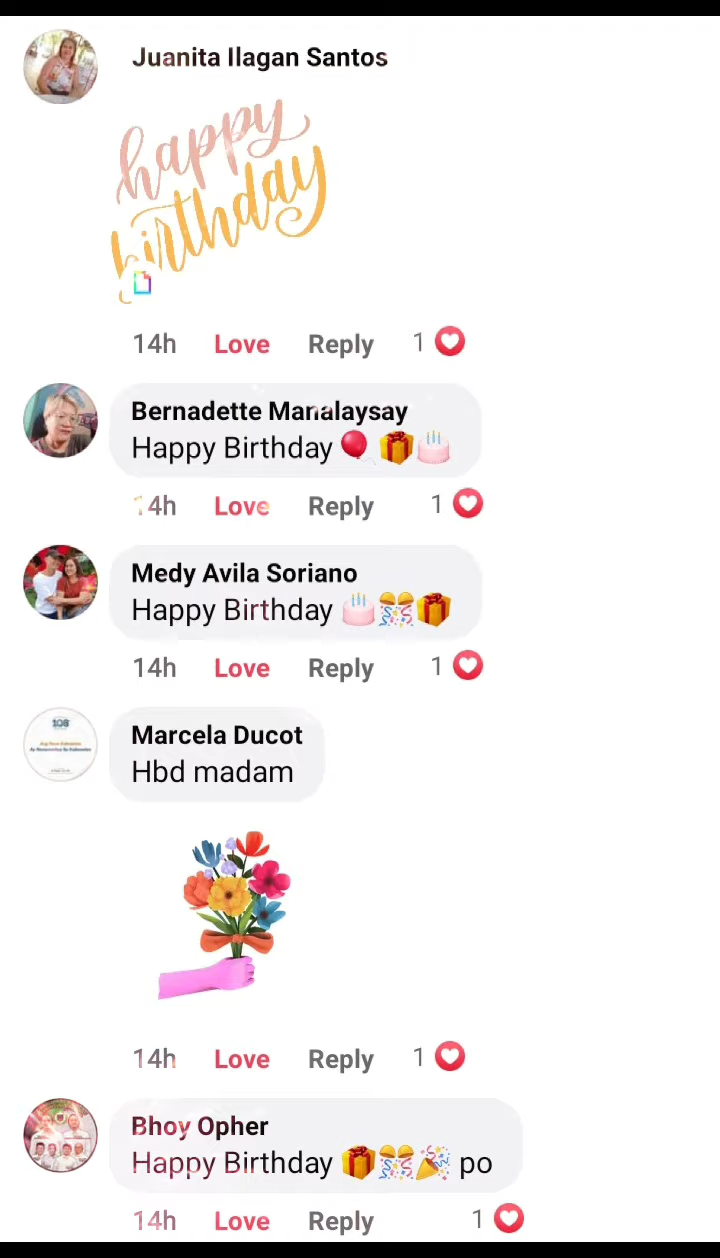 Juanita Ilagan Santos
happy
birthday
14h Love Reply 1
Bernadette Manalaysay
Happy Birthday 🎈🎁🎂
14h Love Reply 1
Medy Avila Soriano
Happy Birthday 🎂🎊🎁
14h Love Reply 1
108
Marcela Ducot
Hbd madam
14h Love Reply 1
Bhoy Opher
Happy Birthday 🎁🎊🎉 po
14h Love Reply 1